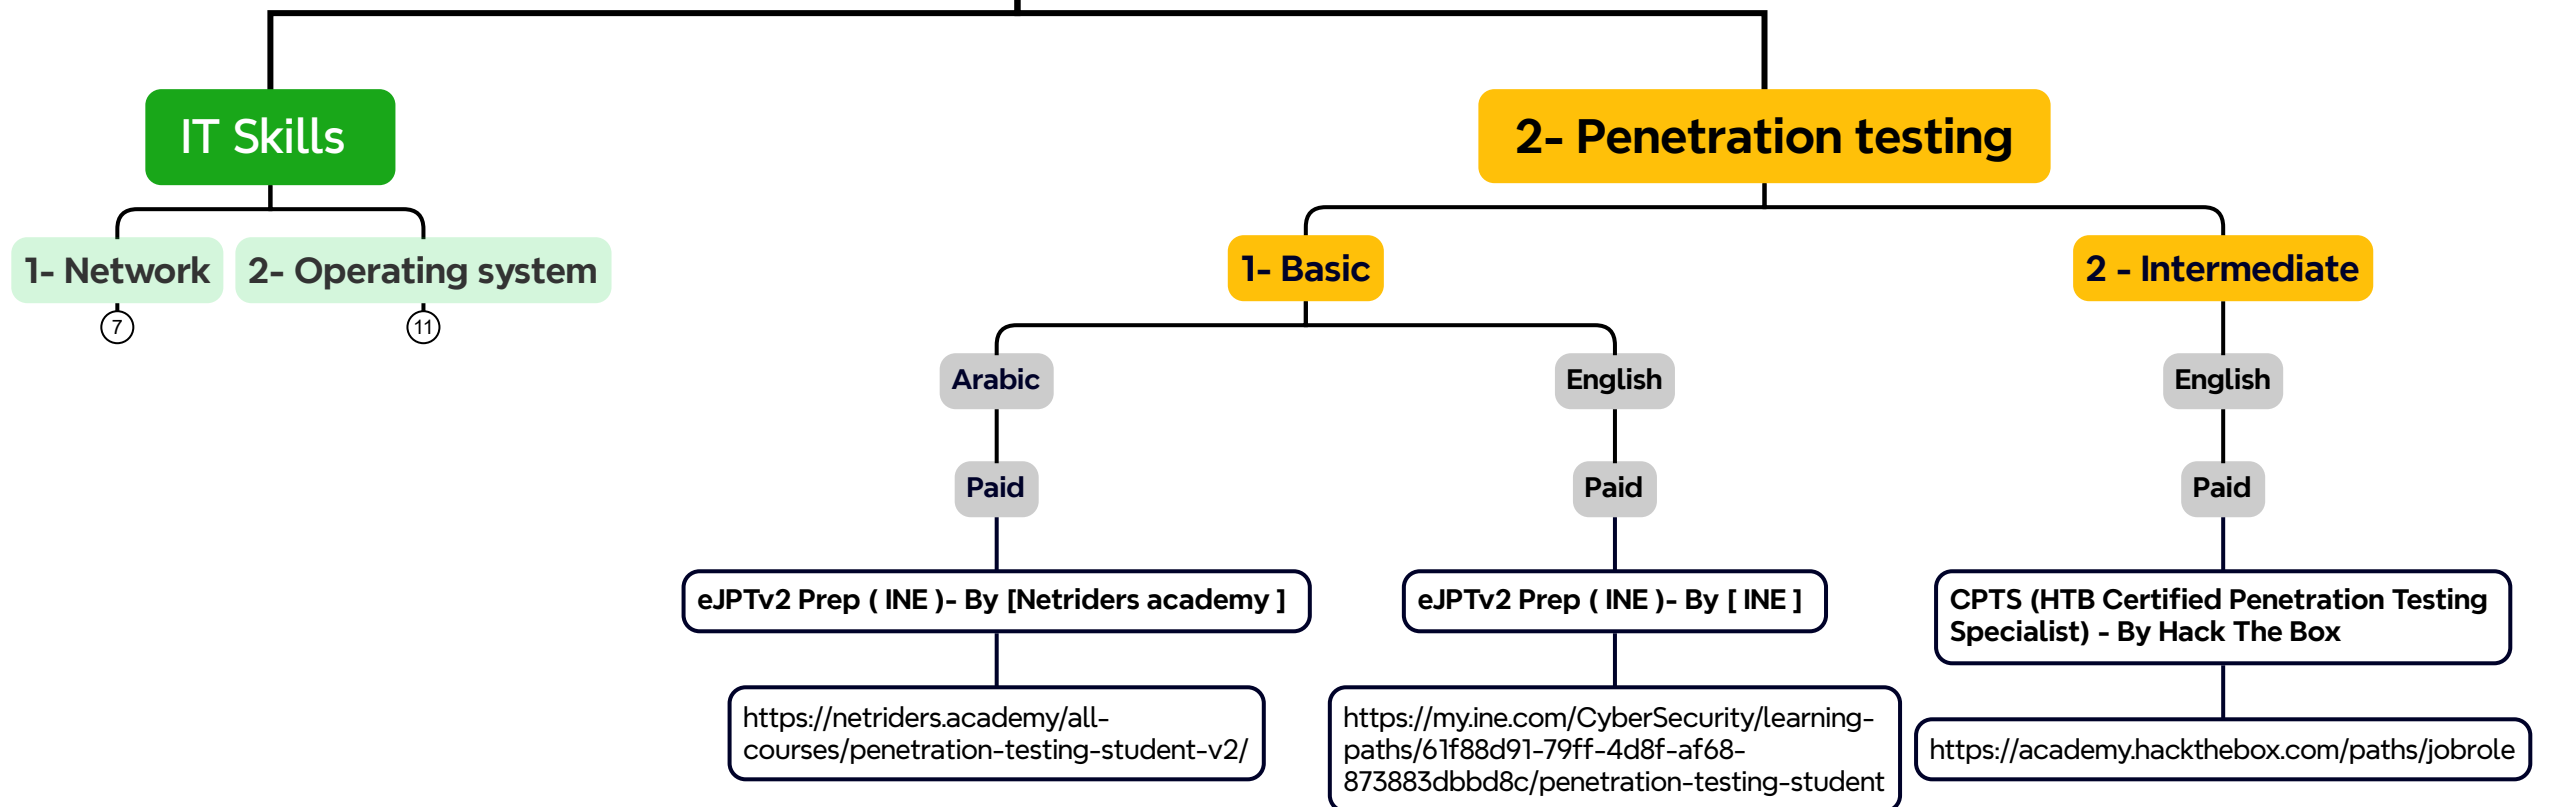 IT Skills
2- Penetration testing
1- Network
2- Operating system
7
11
1- Basic
2 - Intermediate
Arabic
English
English
Paid
Paid
Paid
eJPTv2 Prep ( INE )- By [Netriders academy ]
eJPTv2 Prep ( INE )- By [ INE ]
CPTS (HTB Certified Penetration Testing
Specialist) - By Hack The Box
https://netriders.academy/all-
courses/penetration-testing-student-v2/
https://my.ine.com/CyberSecurity/learning-
paths/61f88d91-79ff-4d8f-af68-
873883dbbd8c/penetration-testing-student
https://academy.hackthebox.com/paths/jobrole